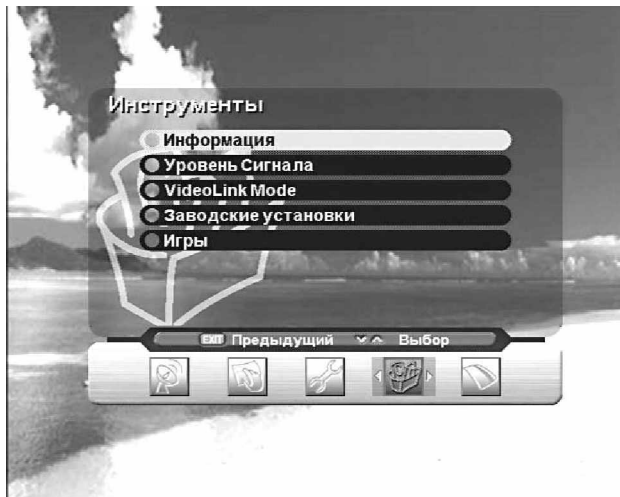 Инструменты
Информация
Уровень Сигнала
VideoLink Mode
Заводские установки
Игры
EXIT Предыдущий Выбор